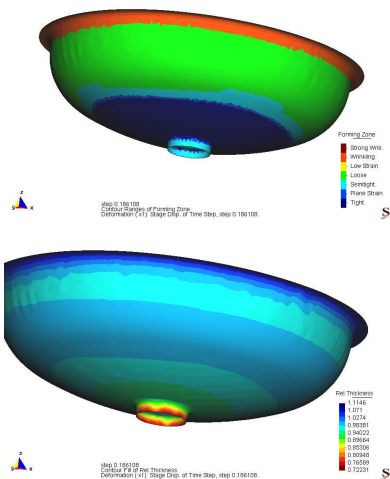 Forming Zone
Strong Wrk.
Wrinkling
Low Strain
Loose
Semitight
Plane Strain
Tight
Z
X
step 0.186108
Contour Ranges of Forming Zone
Deformation ( x1): Stage Disp. of Time Step, step 0.186108.
S
Rel.Thickness
1.1146
1.071
1.0274
0.98381
0.94022
0.89664
0.85306
0.80948
0.76589
0.72231
Z
X
step 0.186108
Contour Fill of Rel.Thickness.
Deformation ( x1): Stage Disp. of Time Step, step 0.186108.
S